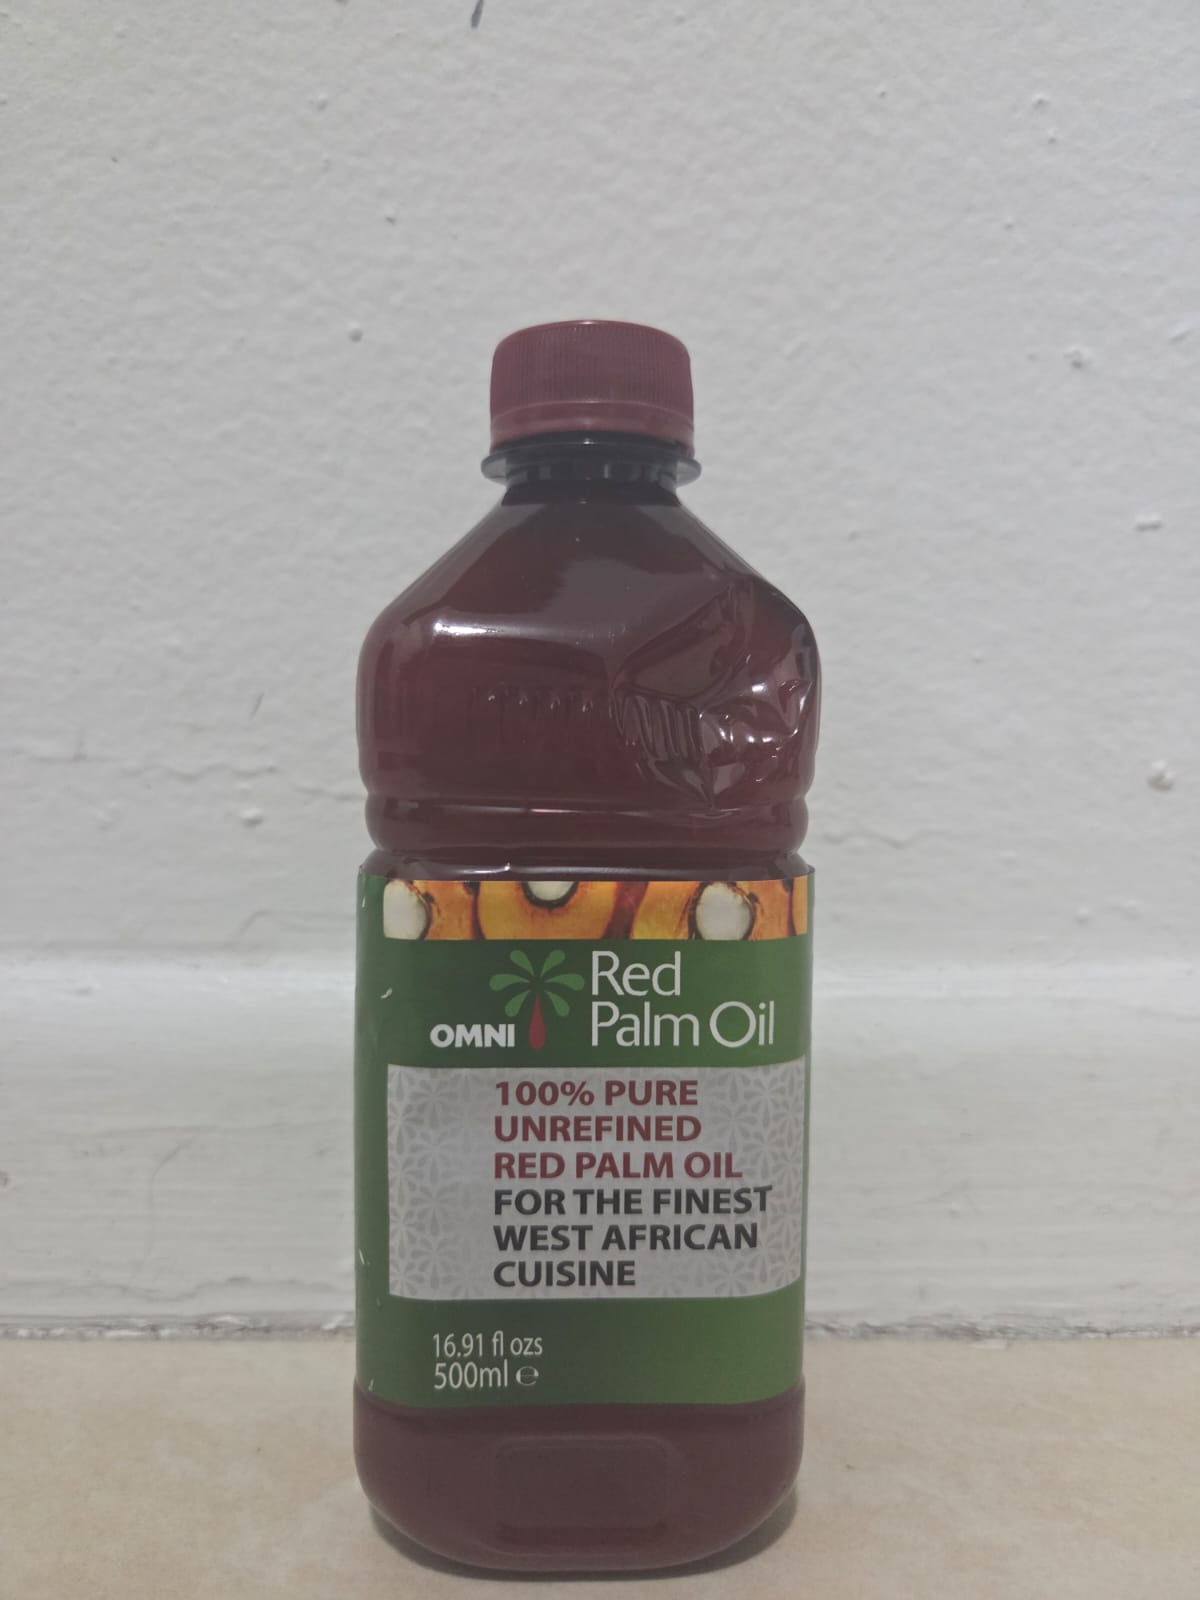 OMNI
Red
Palm Oil
100% PURE
UNREFINED
RED PALM OIL
FOR THE FINEST
WEST AFRICAN
CUISINE
16.91 fl ozs
500ml ℮